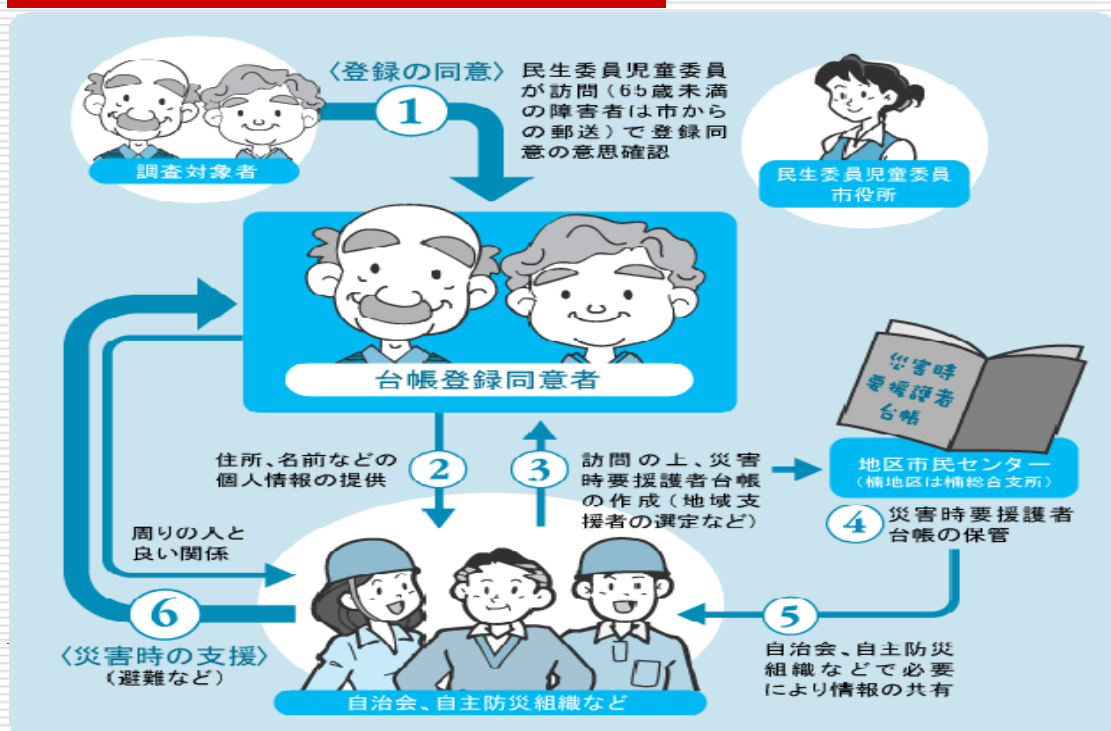 〈登録の同意〉
1
民生委員児童委員
が訪問(65歳未満
の障害者は市から
の郵送)で登録同
意の意思確認
調査対象者
民生委員児童委員
市役所
台帳登録同意者
災害時
要援護者
台帳
住所、名前などの
個人情報の提供
2
3
訪問の上、災害
時要援護者台帳
の作成(地域支
援者の選定など)
地区市民センター
(楠地区は楠総合支所)
4
災害時要援護者
台帳の保管
周りの人と
良い関係
6
〈災害時の支援〉
(避難など)
5
自治会、自主防災
組織などで必要
により情報の共有
自治会、自主防災組織など